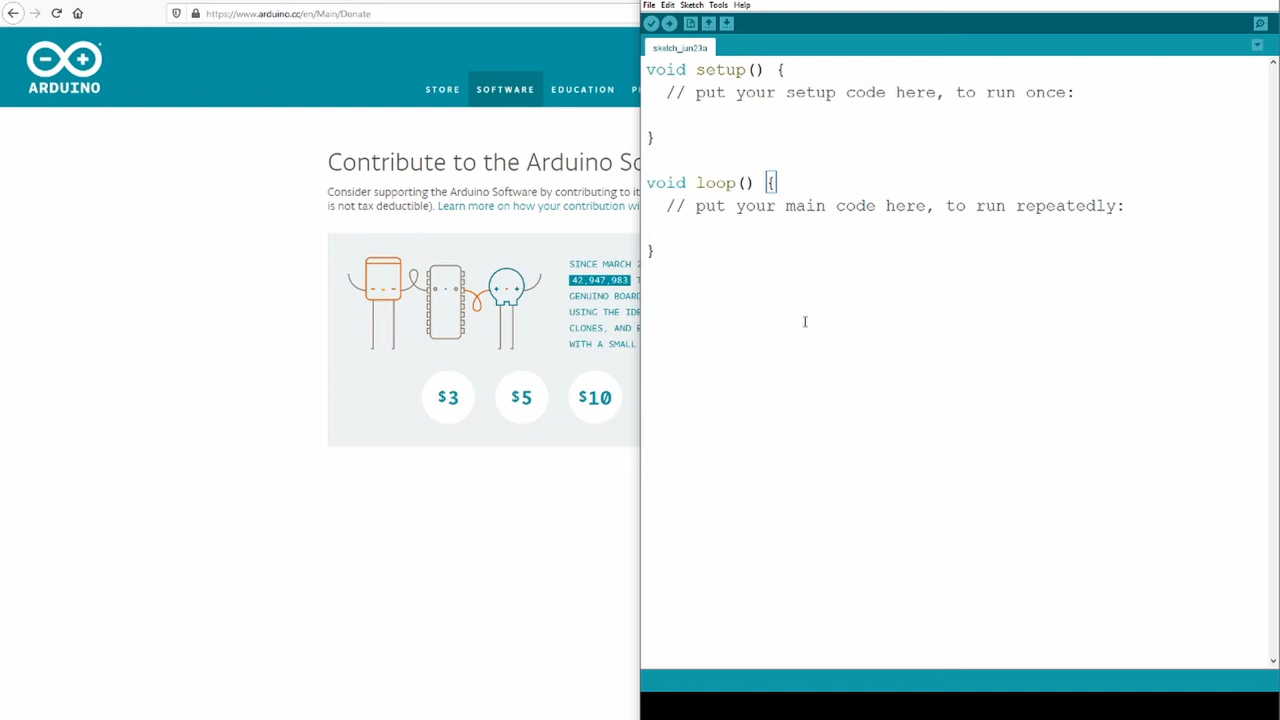 https://www.arduino.cc/en/Main/Donate
ARDUINO
STORE SOFTWARE EDUCATION
Contribute to the Arduino So
Consider supporting the Arduino Software by contributing to it
is not tax deductible). Learn more on how your contribution wi
SINCE MARCH 2
42,947,983
GENUINO BOARD
USING THE IDE
CLONES, AND
WITH A SMALL
$3 $5 $10
File Edit Sketch Tools Help
sketch_jun23a
void setup() {
// put your setup code here, to run once:
}
void loop() {
// put your main code here, to run repeatedly:
}